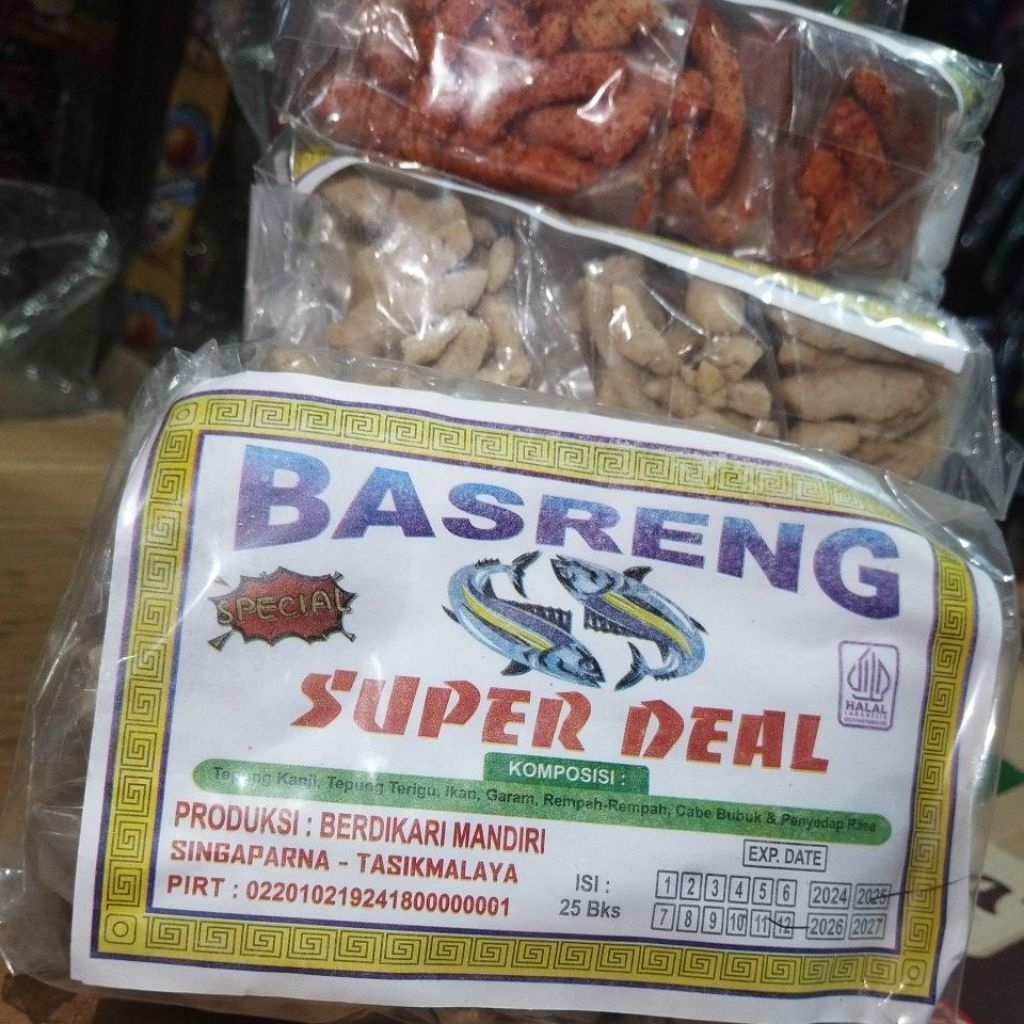 BASRENG
SPECIAL
SUPER DEAL
HALAL
INDONESIA
KOMPOSISI :
Tepung Kanji, Tepung Terigu, Ikan, Garam, Rempah-Rempah, Cabe Bubuk & Penyedap Rasa
PRODUKSI : BERDIKARI MANDIRI
SINGAPARNA - TASIKMALAYA
PIRT : 02201021924180000001
ISI :
25 Bks
EXP. DATE
1 2 3 4 5 6 2024 2025
7 8 9 10 11 12 2026 2027